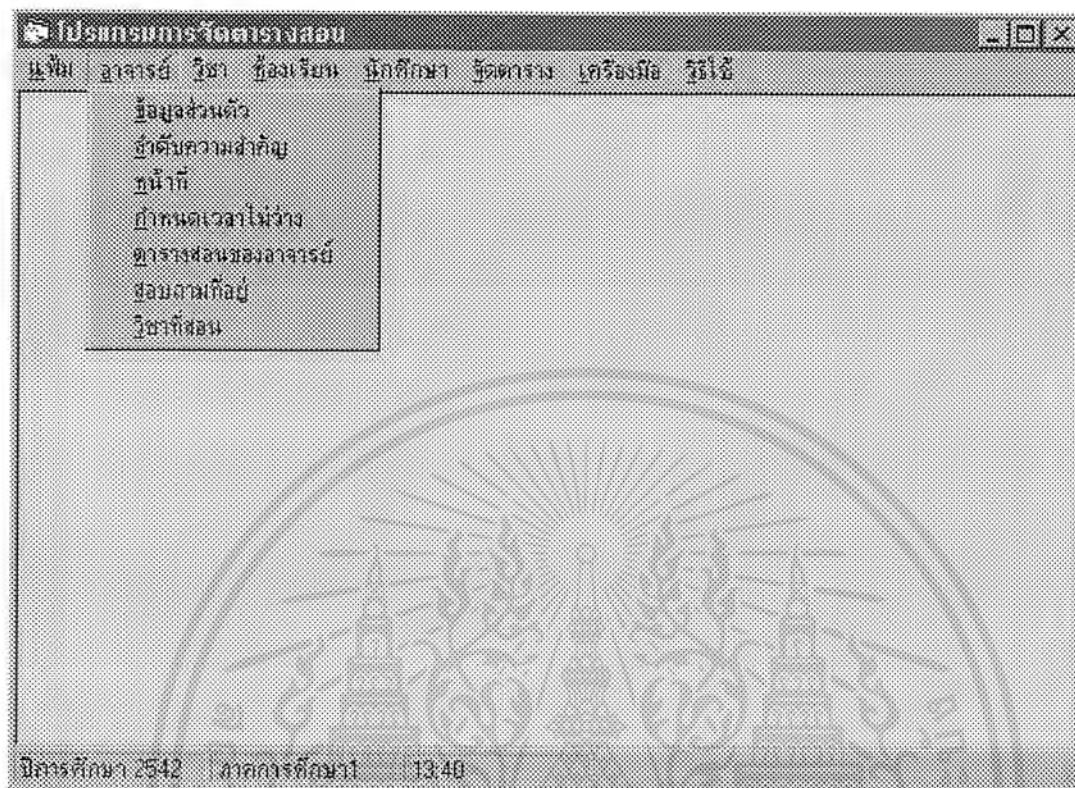 โปรแกรมการจัดตารางสอน
แฟ้ม อาจารย์ วิชา ห้องเรียน นักศึกษา จัดตาราง เครื่องมือ วิธีใช้
ข้อมูลส่วนตัว
ลำดับความสำคัญ
หน้าที่
กำหนดเวลาไม่ว่าง
ตารางสอนของอาจารย์
สอบถามที่อยู่
วิชาที่สอน
ปีการศึกษา 2542 ภาคการศึกษา1 13:40